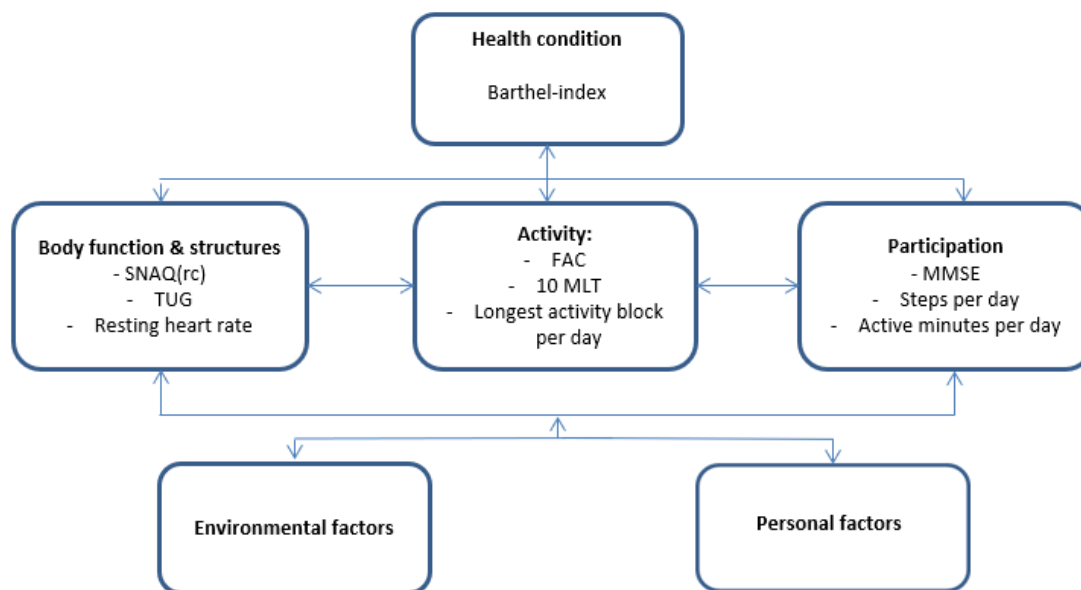 Health condition
Barthel-index
Body function & structures
- SNAQ(rc)
- TUG
- Resting heart rate
Activity:
- FAC
- 10 MLT
- Longest activity block
per day
Participation
- MMSE
- Steps per day
- Active minutes per day
Environmental factors
Personal factors